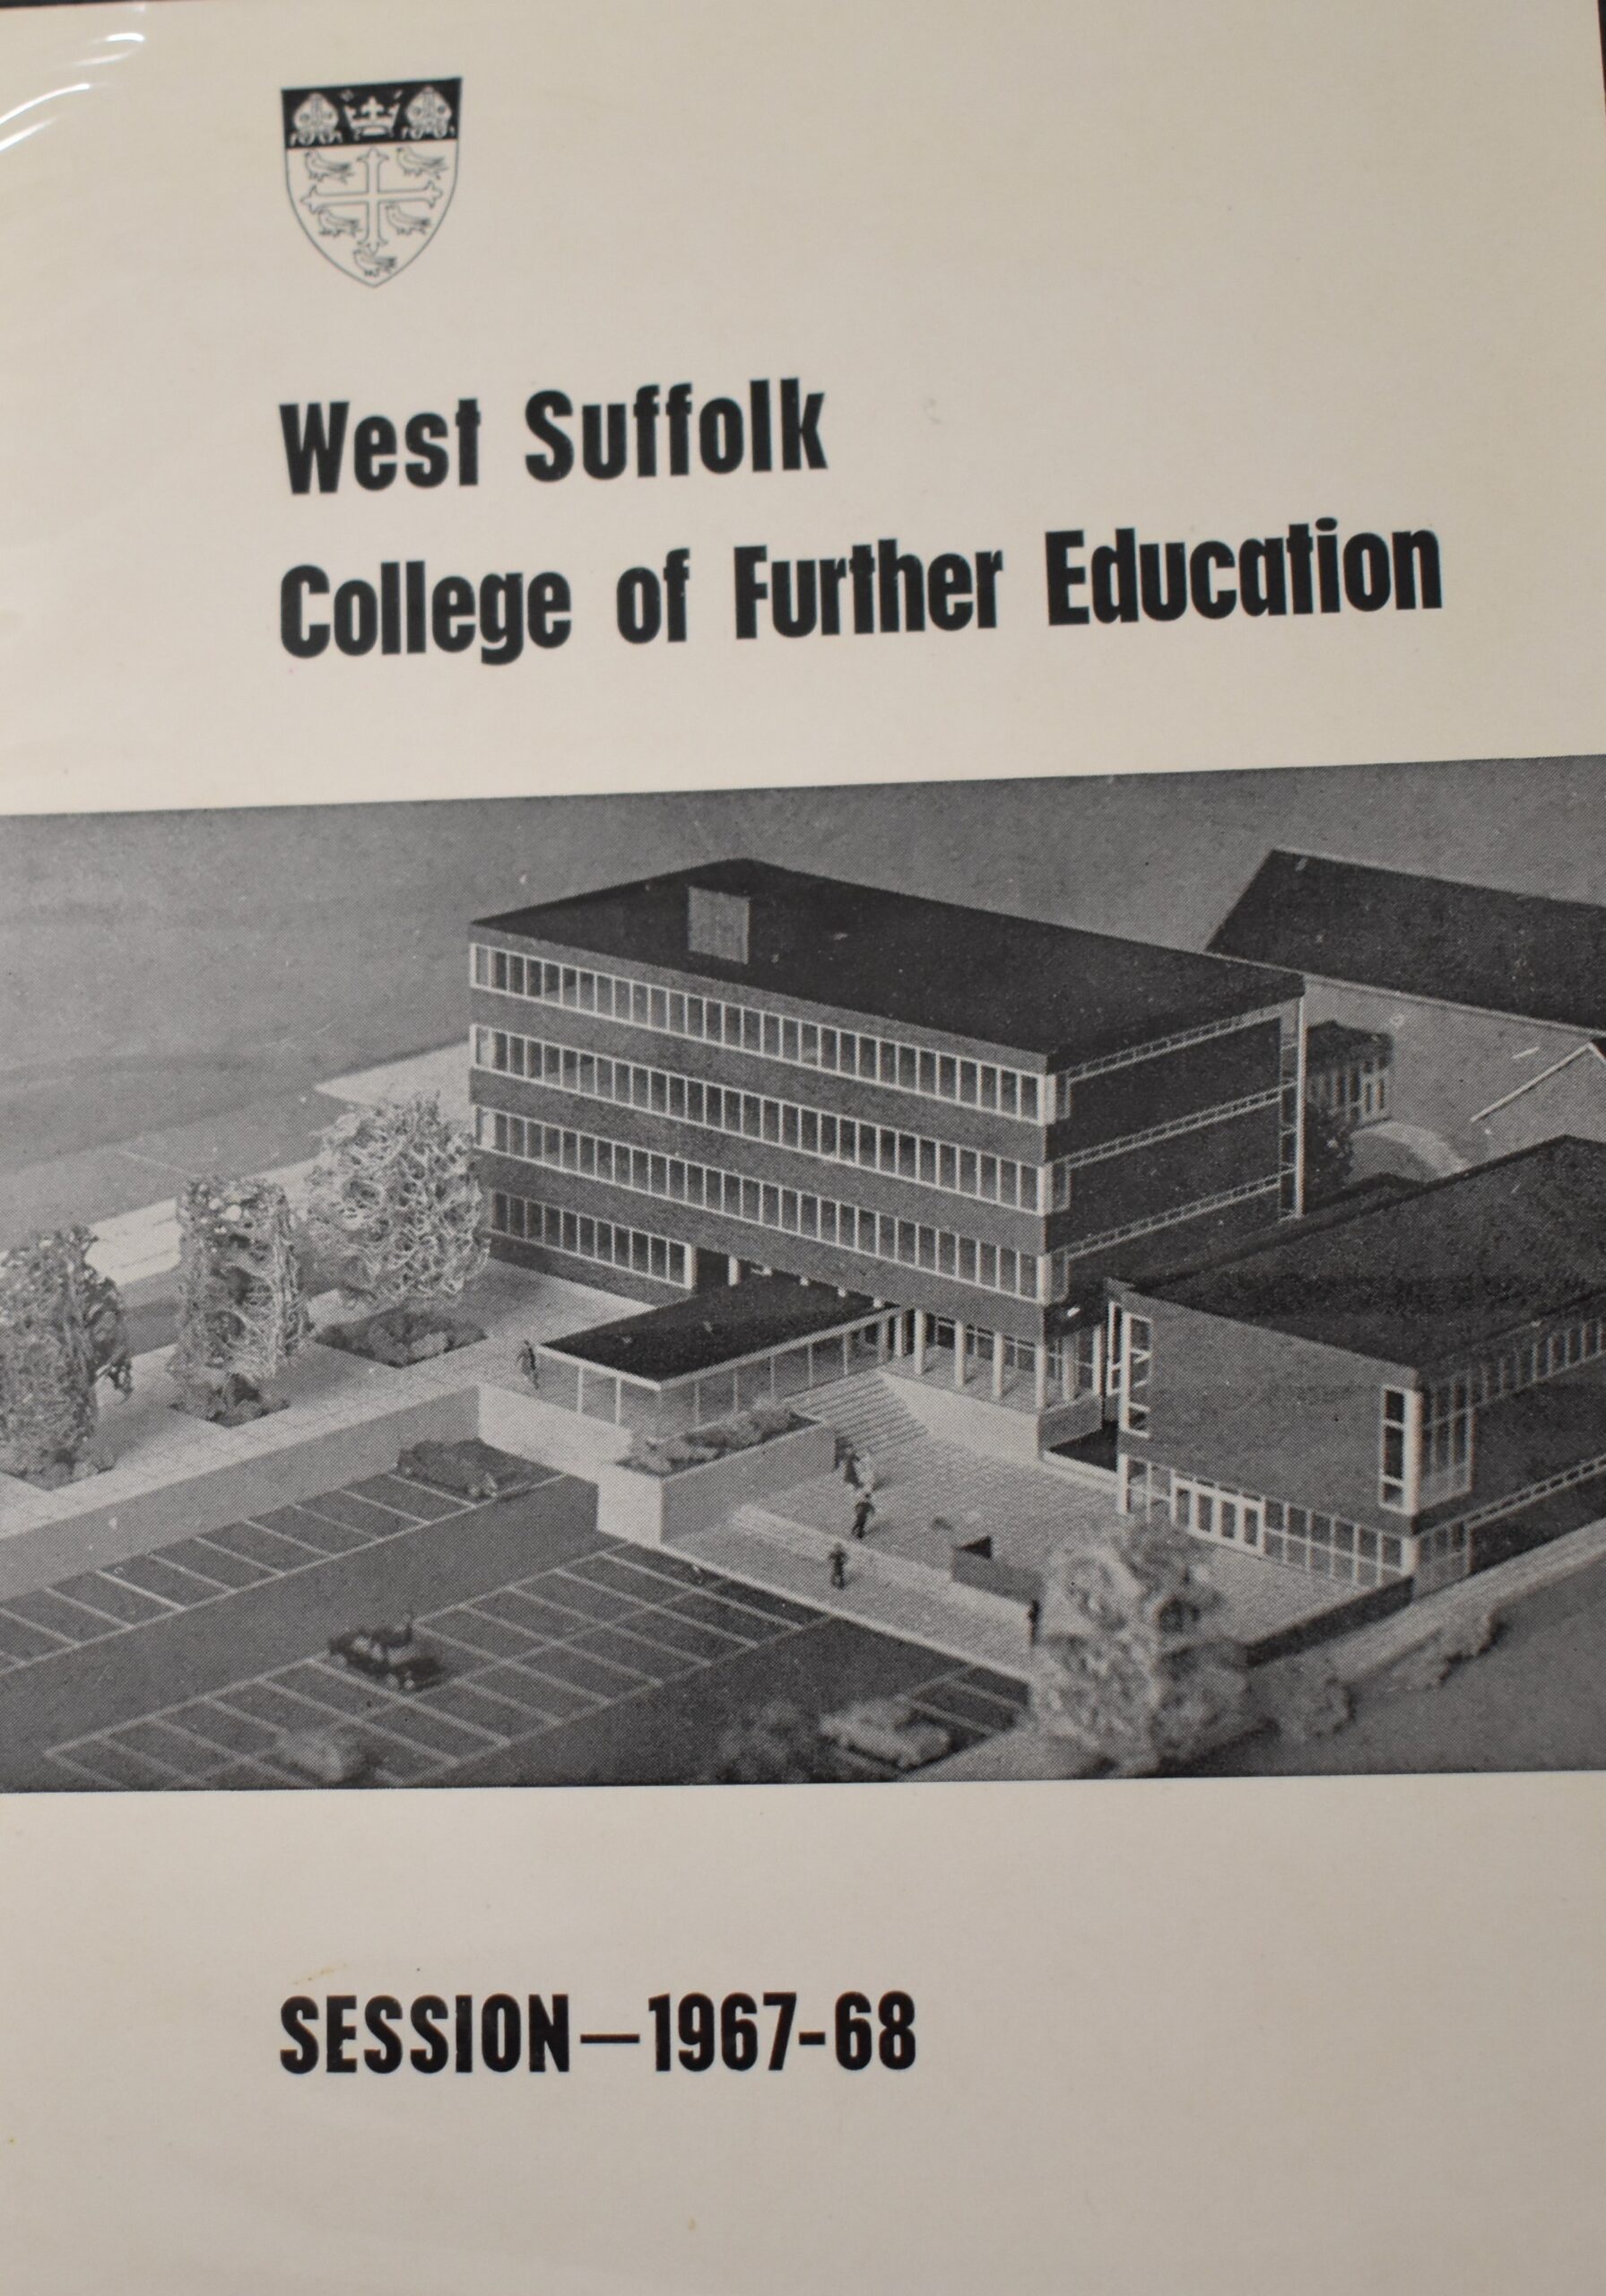 West Suffolk
College of Further Education
SESSION—1967-68